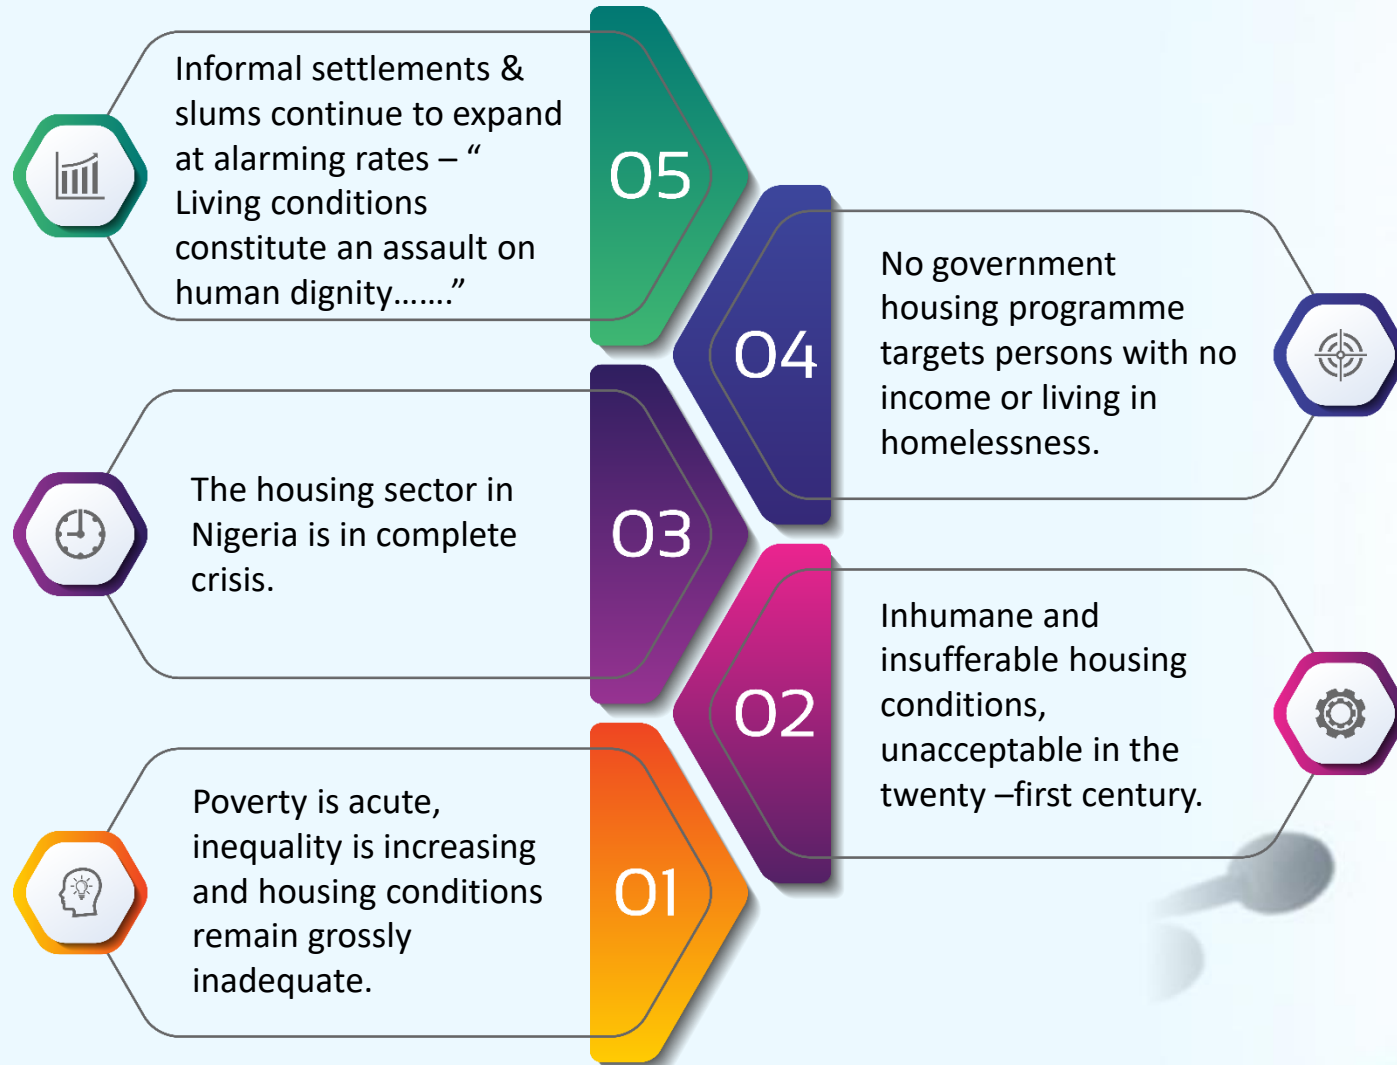 Informal settlements &
slums continue to expand
at alarming rates – “
Living conditions
constitute an assault on
human dignity…….”
05
04
No government
housing programme
targets persons with no
income or living in
homelessness.
The housing sector in
Nigeria is in complete
crisis.
03
02
Inhumane and
insufferable housing
conditions,
unacceptable in the
twenty –first century.
Poverty is acute,
inequality is increasing
and housing conditions
remain grossly
inadequate.
01